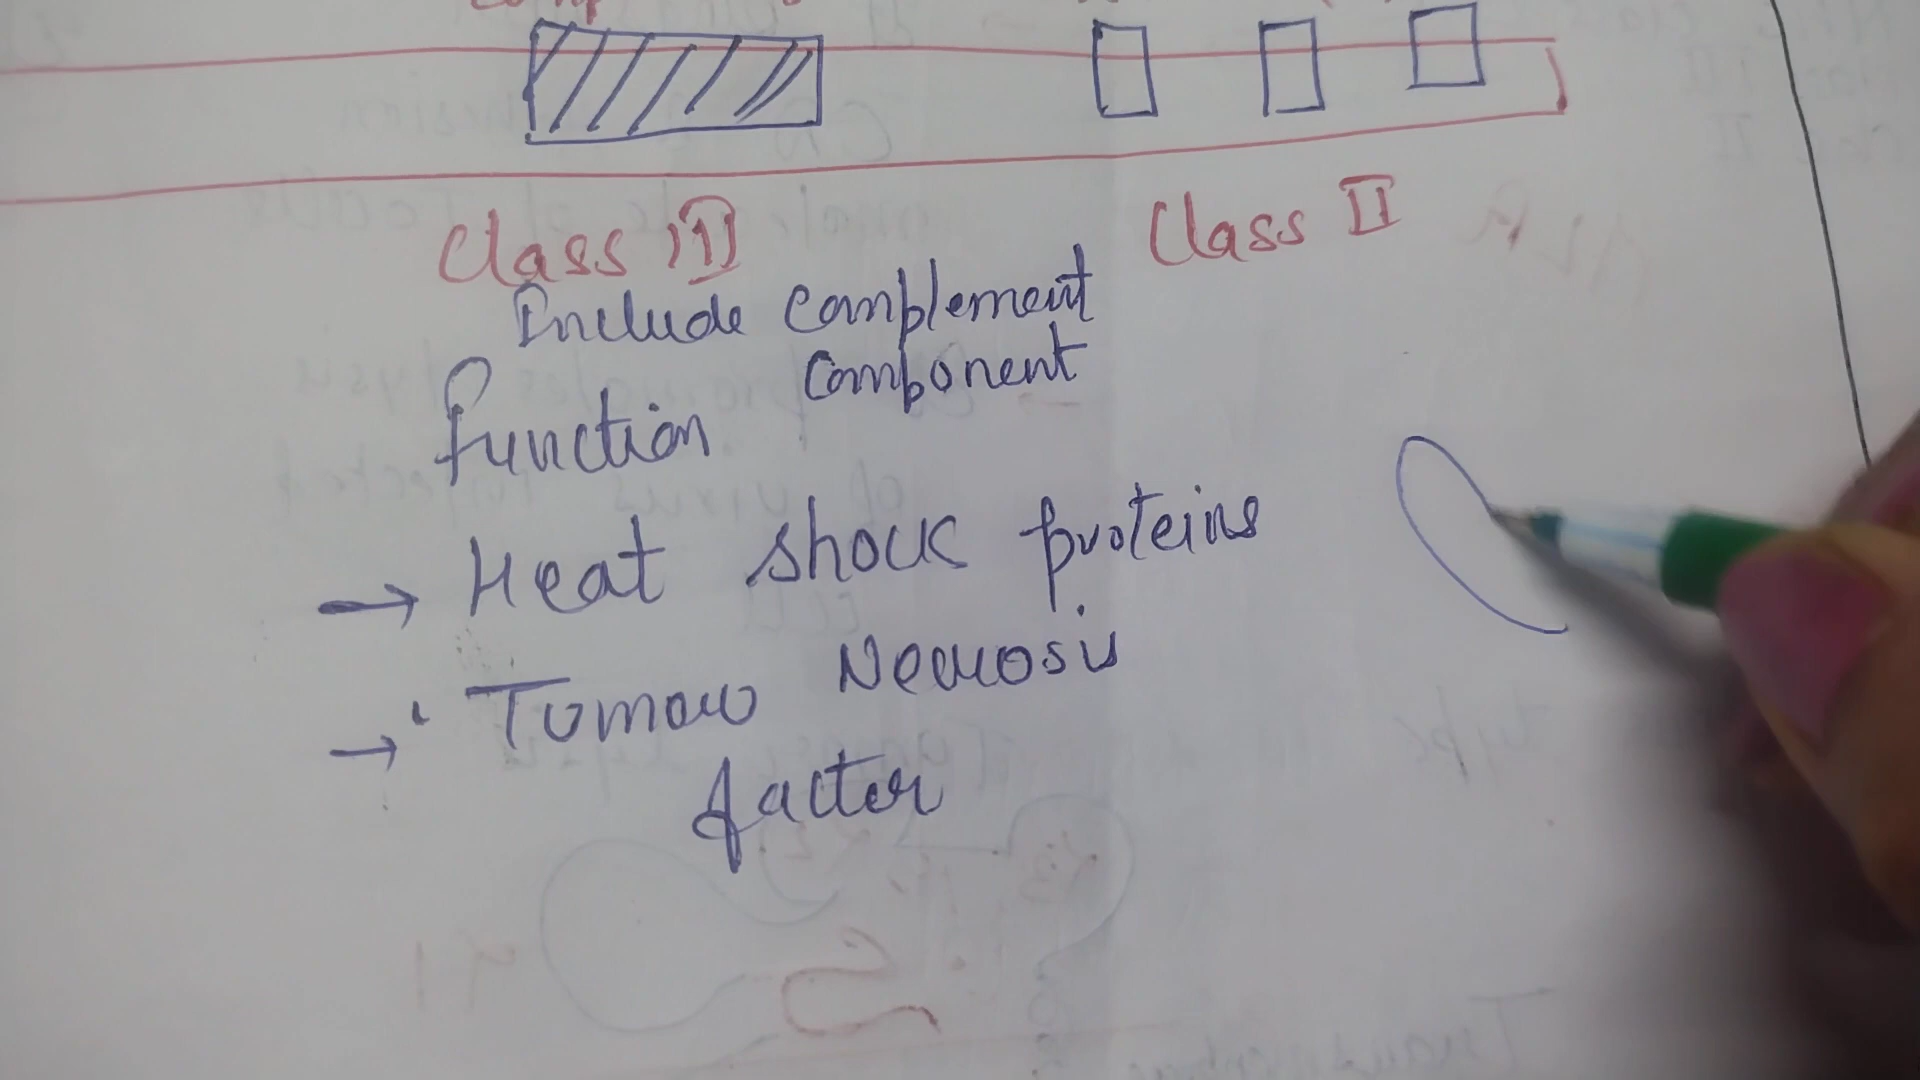 Class III
Class II
Include complement
component
function
→ Heat shock proteins
→ Tumour Necrosis
factor